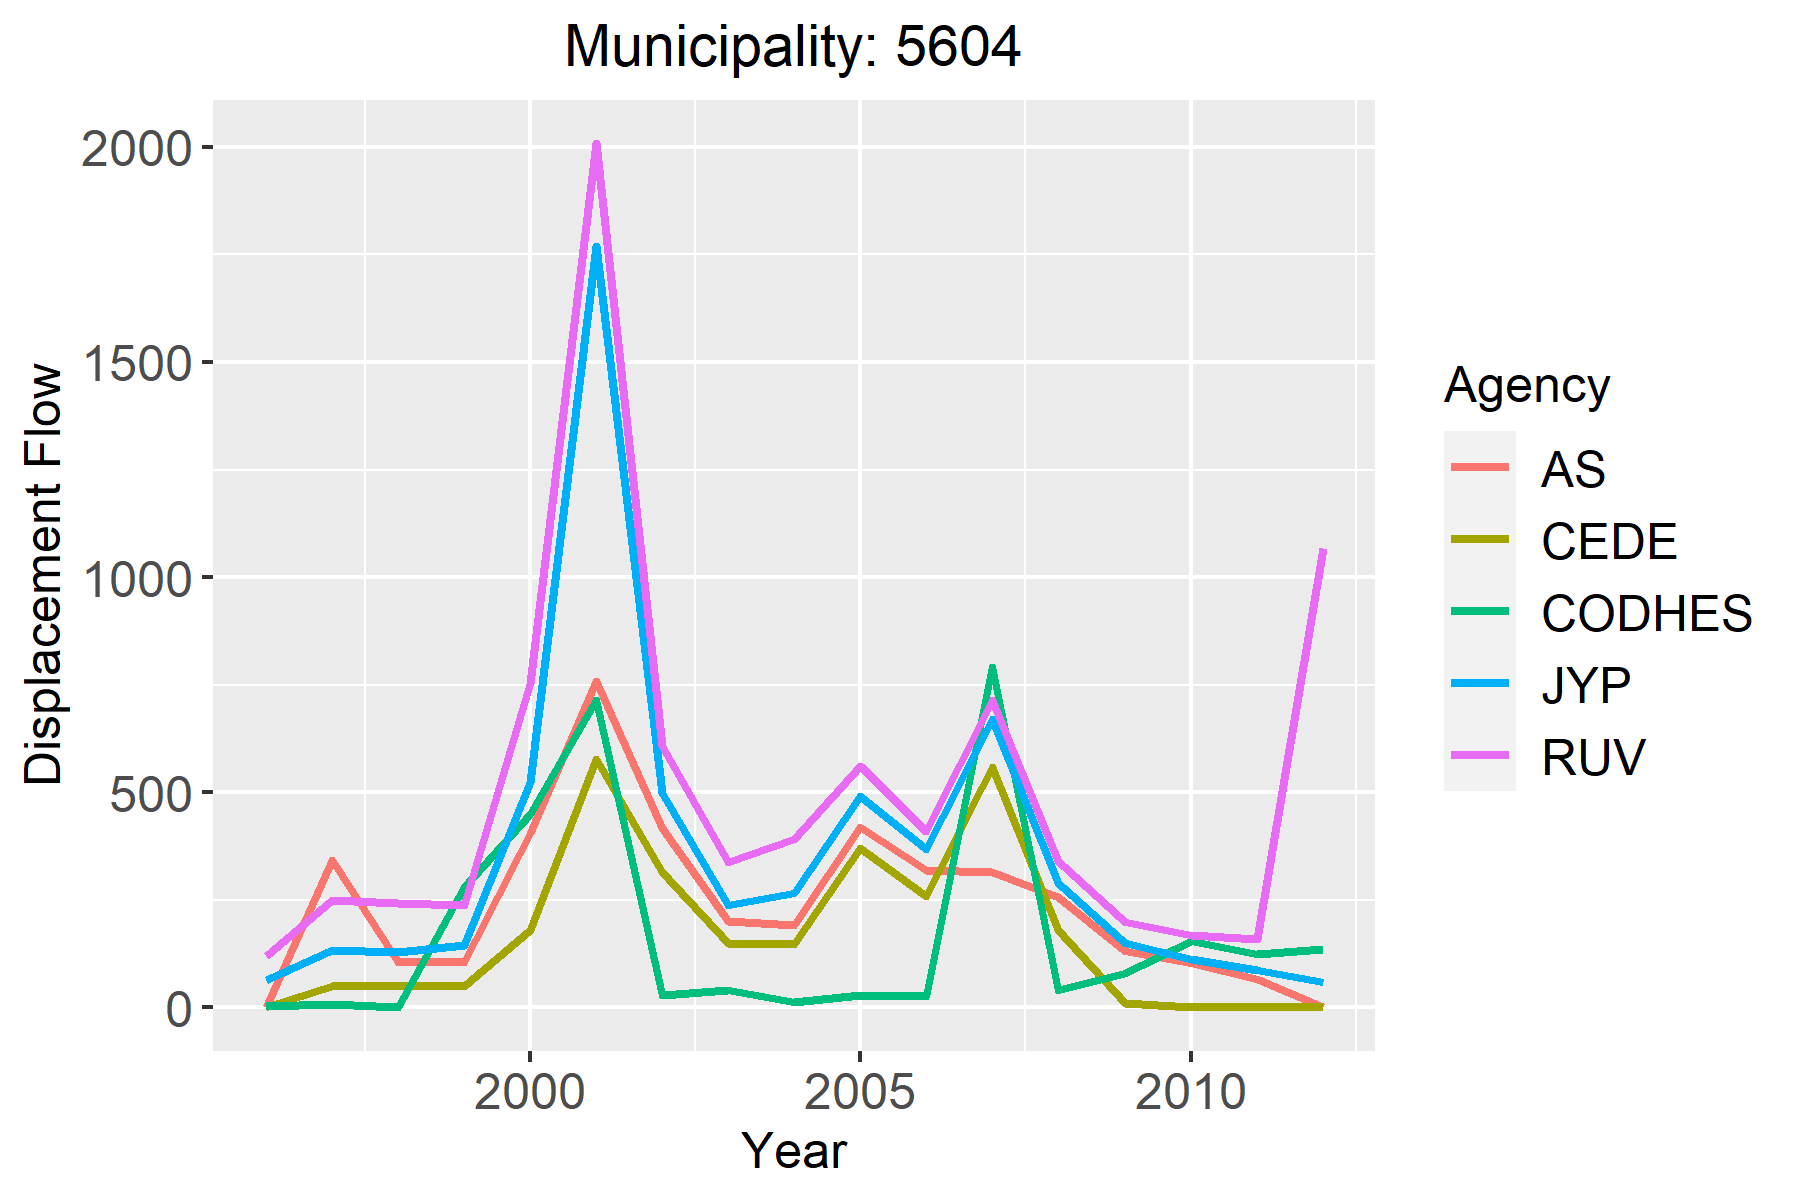 Municipality: 5604
2000
1500
1000
500
0
Displacement Flow
2000 2005 2010
Year
Agency
AS
CEDE
CODHES
JYP
RUV